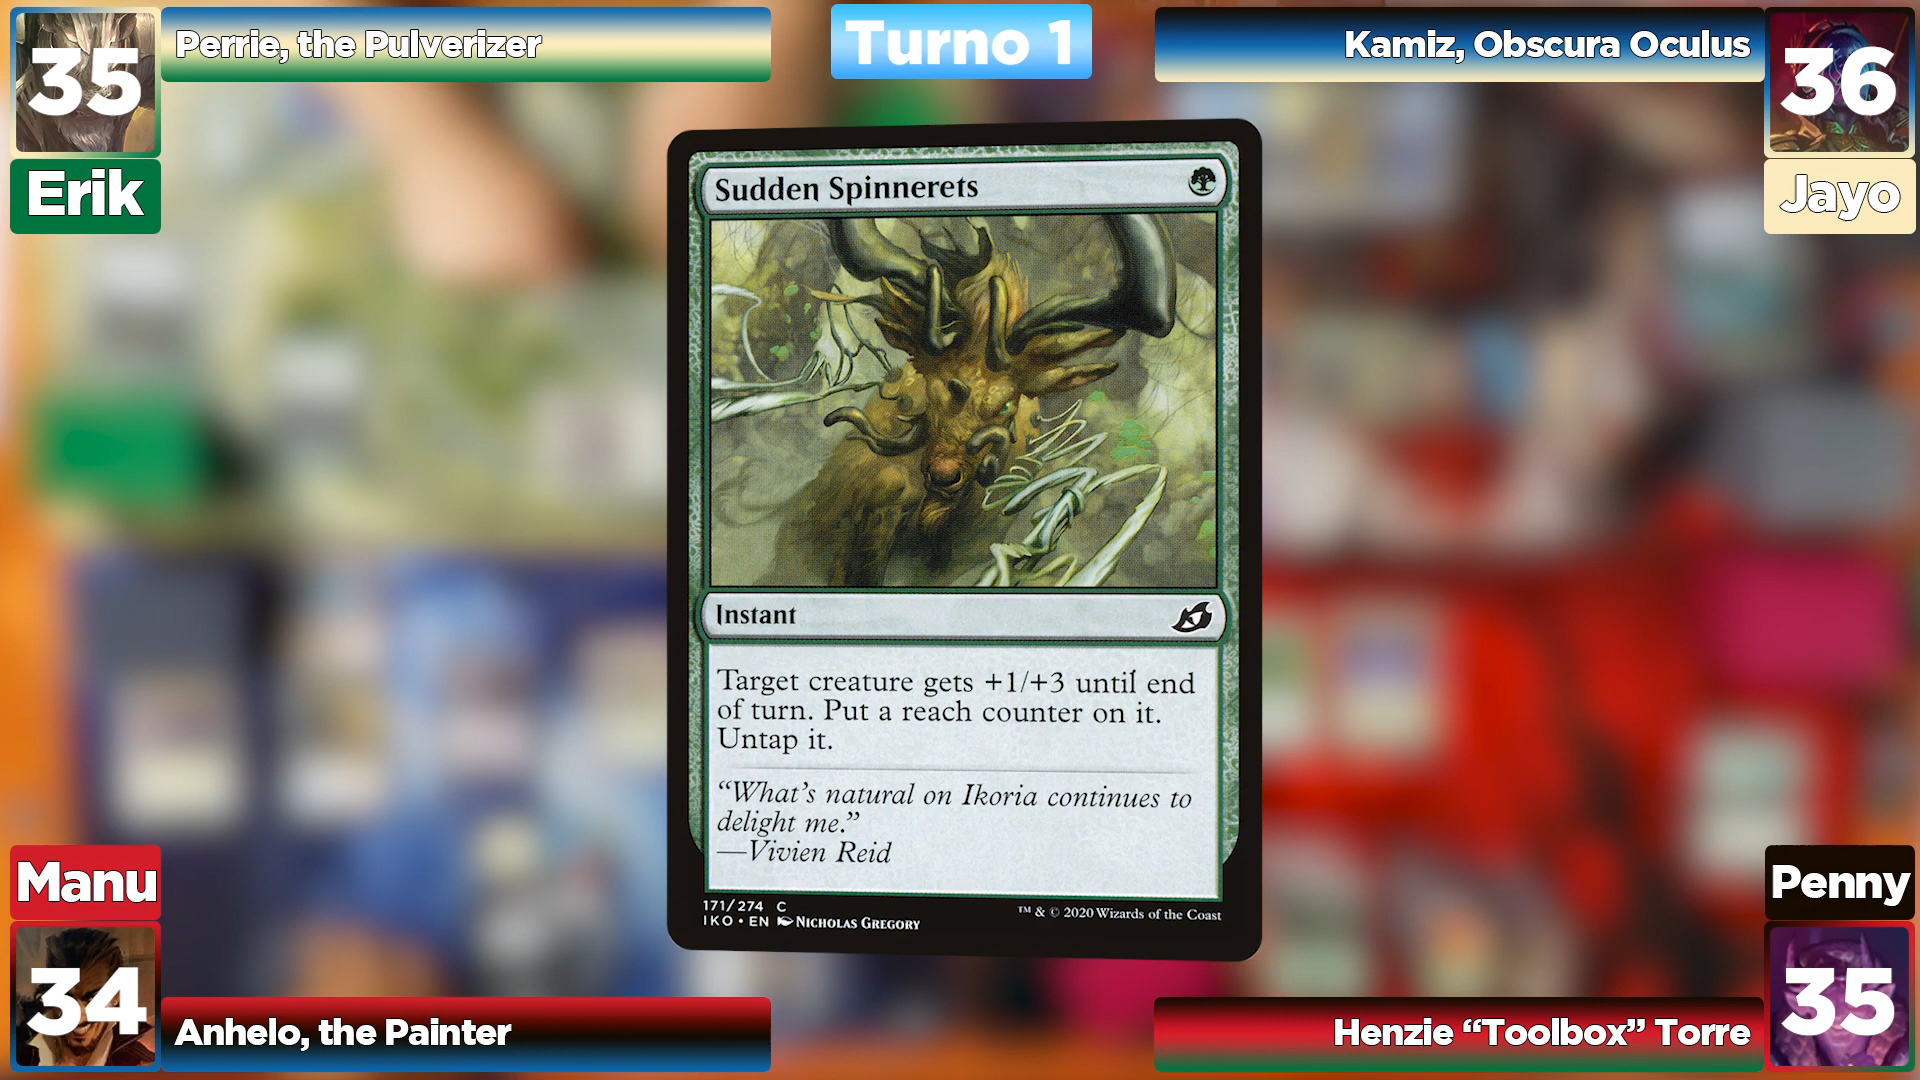 35
Perrie, the Pulverizer
Turno 1
Kamiz, Obscura Oculus
36
Erik
Jayo
Sudden Spinnerets
Instant
Target creature gets +1/+3 until end
of turn. Put a reach counter on it.
Untap it.
“What’s natural on Ikoria continues to
delight me.”
—Vivien Reid
171/274 C
IKO • EN NICHOLAS GREGORY
™ & © 2020 Wizards of the Coast
Manu
Penny
34
Anhelo, the Painter
Henzie “Toolbox” Torre
35